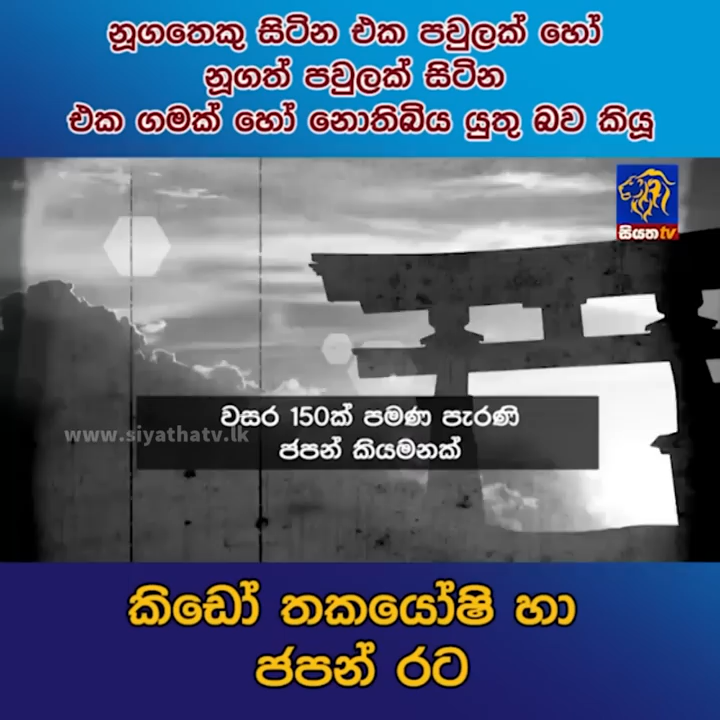 නූගතෙකු සිටින එක පවුලක් හෝ
නූගත් පවුලක් සිටින
එක ගමක් හෝ නොතිබිය යුතු බව කියූ
සියත tv
වසර 150ක් පමණ පැරණි
ජපන් කියමනක්
www.siyathatv.lk
කිඩෝ තකයෝෂි හා
ජපන් රට